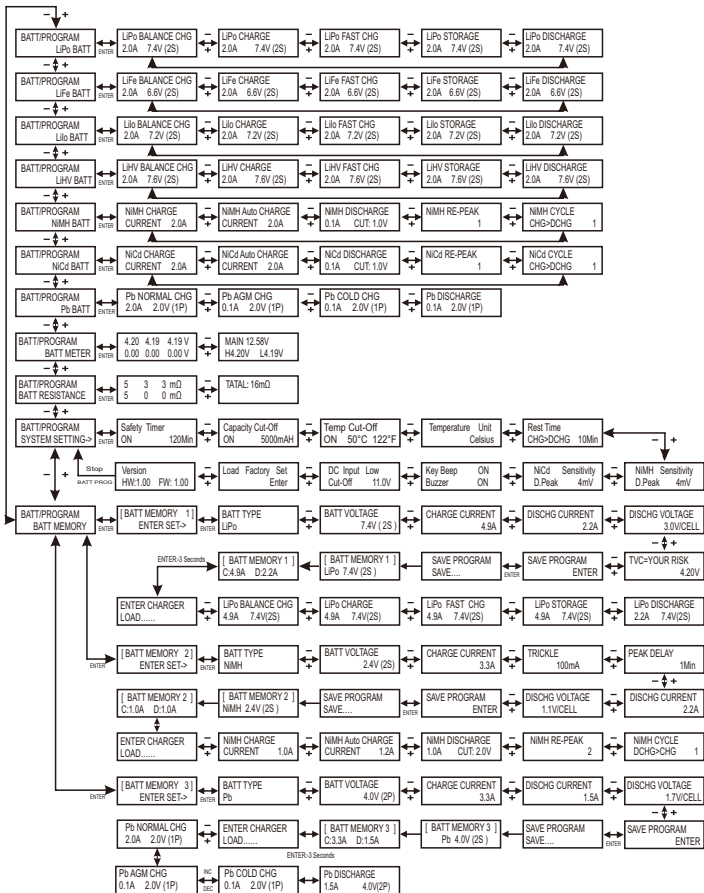 − +
BATT/PROGRAM
LiPo BATT
ENTER
LiPo BALANCE CHG
2.0A 7.4V (2S)
− +
LiPo CHARGE
2.0A 7.4V (2S)
− +
LiPo FAST CHG
2.0A 7.4V (2S)
− +
LiPo STORAGE
2.0A 7.4V (2S)
− +
LiPo DISCHARGE
2.0A 7.4V (2S)
− +
BATT/PROGRAM
LiFe BATT
ENTER
LiFe BALANCE CHG
2.0A 6.6V (2S)
− +
LiFe CHARGE
2.0A 6.6V (2S)
− +
LiFe FAST CHG
2.0A 6.6V (2S)
− +
LiFe STORAGE
2.0A 6.6V (2S)
− +
LiFe DISCHARGE
2.0A 6.6V (2S)
− +
BATT/PROGRAM
LiIo BATT
ENTER
LiIo BALANCE CHG
2.0A 7.2V (2S)
− +
LiIo CHARGE
2.0A 7.2V (2S)
− +
LiIo FAST CHG
2.0A 7.2V (2S)
− +
LiIo STORAGE
2.0A 7.2V (2S)
− +
LiIo DISCHARGE
2.0A 7.2V (2S)
− +
BATT/PROGRAM
LiHV BATT
ENTER
LiHV BALANCE CHG
2.0A 7.6V (2S)
− +
LiHV CHARGE
2.0A 7.6V (2S)
− +
LiHV FAST CHG
2.0A 7.6V (2S)
− +
LiHV STORAGE
2.0A 7.6V (2S)
− +
LiHV DISCHARGE
2.0A 7.6V (2S)
− +
BATT/PROGRAM
NiMH BATT
ENTER
NiMH CHARGE
CURRENT 2.0A
− +
NiMH Auto CHARGE
CURRENT 2.0A
− +
NiMH DISCHARGE
0.1A CUT: 1.0V
− +
NiMH RE-PEAK
1
− +
NiMH CYCLE
CHG>DCHG 1
− +
BATT/PROGRAM
NiCd BATT
ENTER
NiCd CHARGE
CURRENT 2.0A
− +
NiCd Auto CHARGE
CURRENT 2.0A
− +
NiCd DISCHARGE
0.1A CUT: 1.0V
− +
NiCd RE-PEAK
1
− +
NiCd CYCLE
CHG>DCHG 1
− +
BATT/PROGRAM
Pb BATT
ENTER
Pb NORMAL CHG
2.0A 2.0V (1P)
− +
Pb AGM CHG
0.1A 2.0V (1P)
− +
Pb COLD CHG
0.1A 2.0V (1P)
− +
Pb DISCHARGE
0.1A 2.0V (1P)
− +
BATT/PROGRAM
BATT METER
ENTER
4.20 4.19 4.19 V
0.00 0.00 0.00 V
− +
MAIN 12.58V
H4.20V L4.19V
− +
BATT/PROGRAM
BATT RESISTANCE
ENTER
5 3 3 mΩ
5 0 0 mΩ
− +
TATAL: 16mΩ
− +
BATT/PROGRAM
SYSTEM SETTING->
ENTER
Safety Timer
ON 120Min
− +
Capacity Cut-Off
ON 5000mAH
− +
Temp Cut-Off
ON 50°C 122°F
− +
Temperature Unit
Celsius
− +
Rest Time
CHG>DCHG 10Min
− +
− +
Stop
BATT PROG
Version
HW:1.00 FW: 1.00
− +
Load Factory Set
Enter
− +
DC Input Low
Cut-Off 11.0V
− +
Key Beep ON
Buzzer ON
− +
NiCd Sensitivity
D.Peak 4mV
− +
NiMH Sensitivity
D.Peak 4mV
BATT/PROGRAM
BATT MEMORY
ENTER
[ BATT MEMORY 1]
ENTER SET->
ENTER
BATT TYPE
LiPo
− +
BATT VOLTAGE
7.4V ( 2S )
− +
CHARGE CURRENT
4.9A
− +
DISCHG CURRENT
2.2A
− +
DISCHG VOLTAGE
3.0V/CELL
− +
ENTER>3 Seconds
[ BATT MEMORY 1 ]
C:4.9A D:2.2A
[ BATT MEMORY 1 ]
LiPo 7.4V (2S )
SAVE PROGRAM
SAVE....
ENTER
SAVE PROGRAM
ENTER
− +
TVC=YOUR RISK
4.20V
ENTER CHARGER
LOAD......
− +
LiPo BALANCE CHG
4.9A 7.4V(2S)
− +
LiPo CHARGE
4.9A 7.4V(2S)
− +
LiPo FAST CHG
4.9A 7.4V(2S)
− +
LiPo STORAGE
4.9A 7.4V(2S)
− +
LiPo DISCHARGE
2.2A 7.4V(2S)
ENTER
[ BATT MEMORY 2 ]
ENTER SET->
ENTER
BATT TYPE
NiMH
− +
BATT VOLTAGE
2.4V (2S)
− +
CHARGE CURRENT
3.3A
− +
TRICKLE
100mA
− +
PEAK DELAY
1Min
− +
[ BATT MEMORY 2 ]
C:1.0A D:1.0A
[ BATT MEMORY 2 ]
NiMH 2.4V (2S )
SAVE PROGRAM
SAVE....
ENTER
SAVE PROGRAM
ENTER
− +
DISCHG VOLTAGE
1.1V/CELL
− +
DISCHG CURRENT
2.2A
ENTER CHARGER
LOAD......
− +
NiMH CHARGE
CURRENT 1.0A
− +
NiMH Auto CHARGE
CURRENT 1.2A
− +
NiMH DISCHARGE
1.0A CUT: 2.0V
− +
NiMH RE-PEAK
2
− +
NiMH CYCLE
DCHG>CHG 1
ENTER
[ BATT MEMORY 3 ]
ENTER SET->
ENTER
BATT TYPE
Pb
− +
BATT VOLTAGE
4.0V (2P)
− +
CHARGE CURRENT
3.3A
− +
DISCHG CURRENT
1.5A
− +
DISCHG VOLTAGE
1.7V/CELL
− +
Pb NORMAL CHG
2.0A 2.0V (1P)
− +
ENTER CHARGER
LOAD......
[ BATT MEMORY 3 ]
C:3.3A D:1.5A
[ BATT MEMORY 3 ]
Pb 4.0V (2S )
SAVE PROGRAM
SAVE....
ENTER
SAVE PROGRAM
ENTER
ENTER>3 Seconds
Pb AGM CHG
0.1A 2.0V (1P)
INC
DEC
Pb COLD CHG
0.1A 2.0V (1P)
Pb DISCHARGE
1.5A 4.0V(2P)